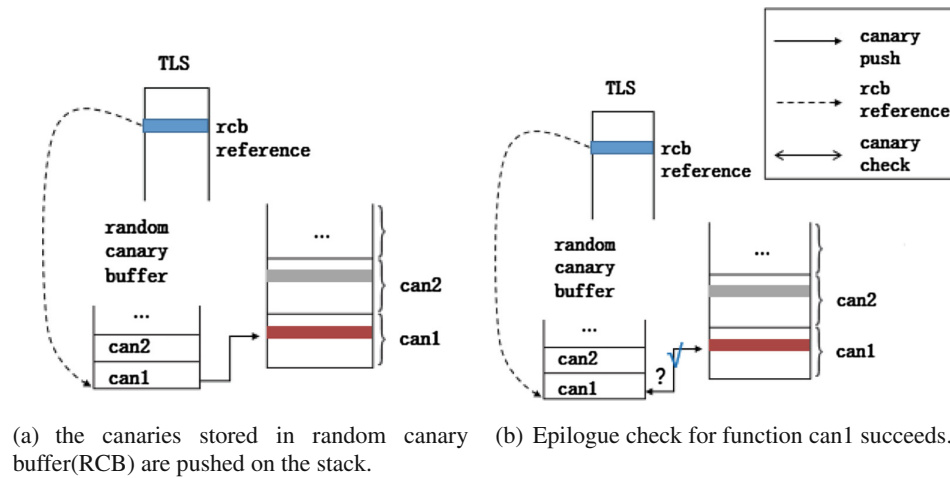 TLS
rcb
reference
random
canary
buffer
...
can2
can1
...
can2
can1
(a) the canaries stored in random canary
buffer(RCB) are pushed on the stack.
canary
push
rcb
reference
canary
check
TLS
rcb
reference
random
canary
buffer
...
can2
can1
?
√
...
can2
can1
(b) Epilogue check for function can1 succeeds.